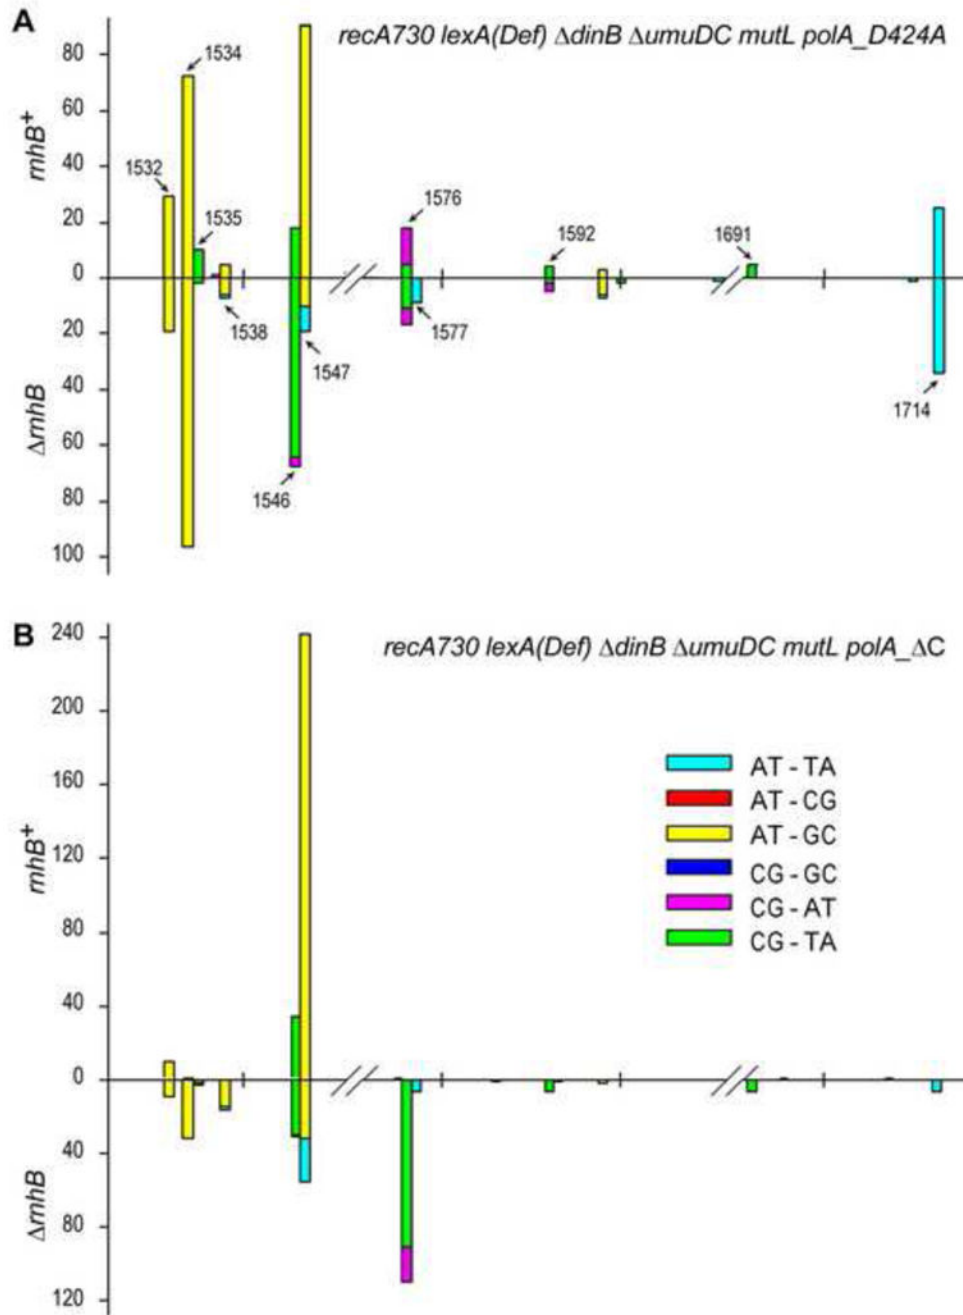 A
recA730 lexA(Def) ΔdinB ΔumuDC mutL polA_D424A
rnhB+
ΔrnhB
80
60
40
20
0
20
40
60
80
100
1534
1532
1535
1538
1547
1546
1576
1577
1592
1691
1714
B
recA730 lexA(Def) ΔdinB ΔumuDC mutL polA_ΔC
rnhB+
ΔrnhB
240
200
160
120
80
40
0
40
80
120
AT - TA
AT - CG
AT - GC
CG - GC
CG - AT
CG - TA